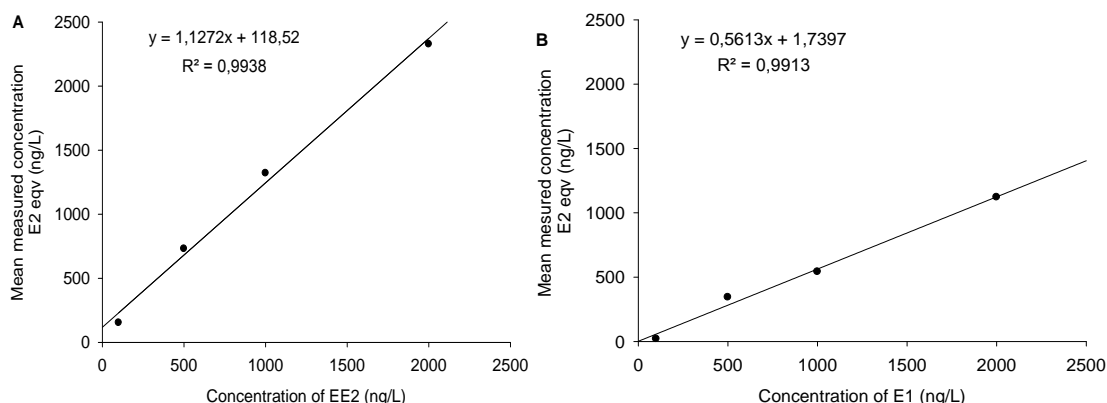 A
y = 1,1272x + 118,52
R² = 0,9938
2500
2000
1500
1000
500
0
Mean measured concentration
E2 eqv (ng/L)
0 500 1000 1500 2000 2500
Concentration of EE2 (ng/L)
B
y = 0,5613x + 1,7397
R² = 0,9913
2500
2000
1500
1000
500
0
Mean mesured concentration
E2 eqv (ng/L)
0 500 1000 1500 2000 2500
Concentration of E1 (ng/L)